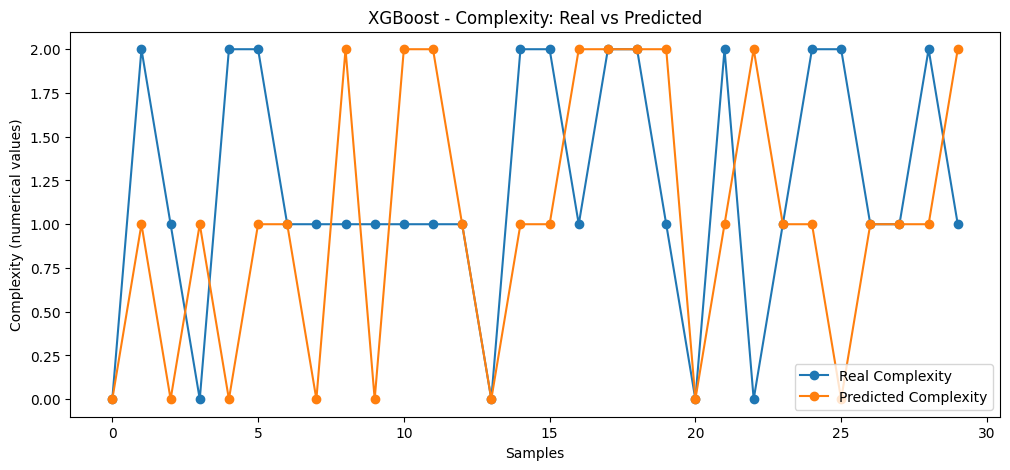 XGBoost - Complexity: Real vs Predicted
Complexity (numerical values)
2.00
1.75
1.50
1.25
1.00
0.75
0.50
0.25
0.00
0 5 10 15 20 25 30
Samples
Real Complexity
Predicted Complexity